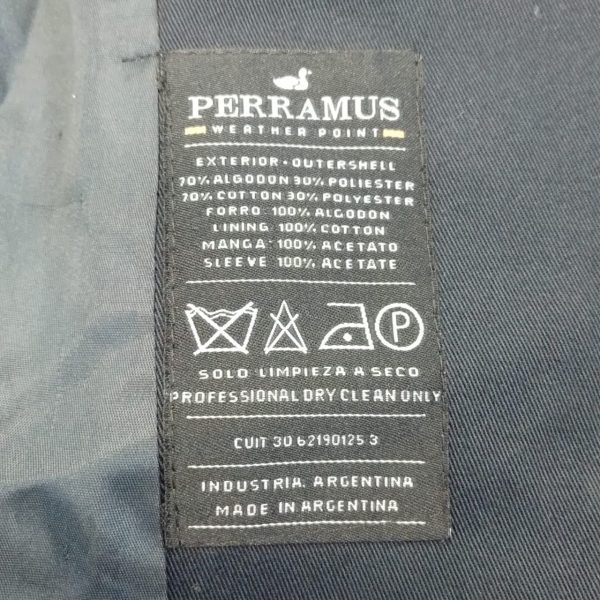 PERRAMUS
WEATHER POINT
EXTERIOR · OUTERSHELL
70% ALGODON 30% POLIESTER
70% COTTON 30% POLYESTER
FORRO: 100% ALGODON
LINING: 100% COTTON
MANGA: 100% ACETATO
SLEEVE 100% ACETATE
P
SOLO LIMPIEZA A SECO
PROFESSIONAL DRY CLEAN ONLY
CUIT 30 62190125 3
INDUSTRIA ARGENTINA
MADE IN ARGENTINA